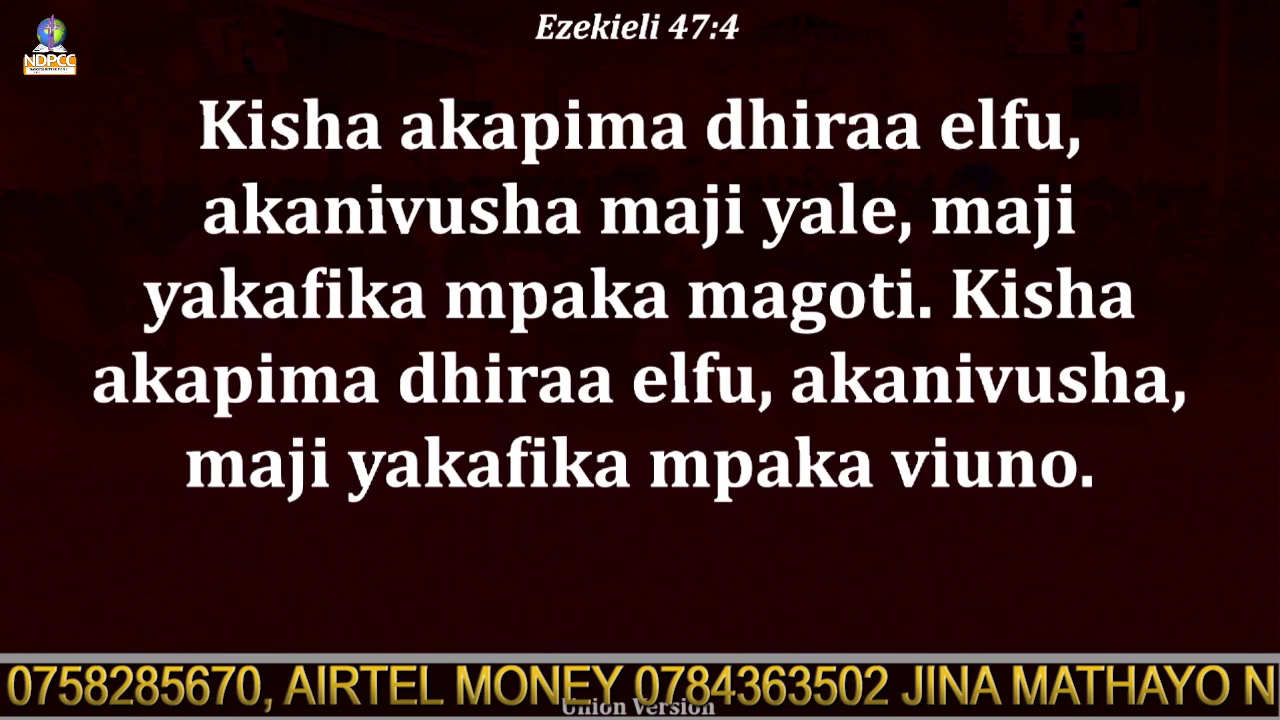 Ezekieli 47:4
NDPCC
Kisha akapima dhiraa elfu,
akanivusha maji yale, maji
yakafika mpaka magoti. Kisha
akapima dhiraa elfu, akanivusha,
maji yakafika mpaka viuno.
0758285670, AIRTEL MONEY 0784363502 JINA MATHAYO N
Union Version